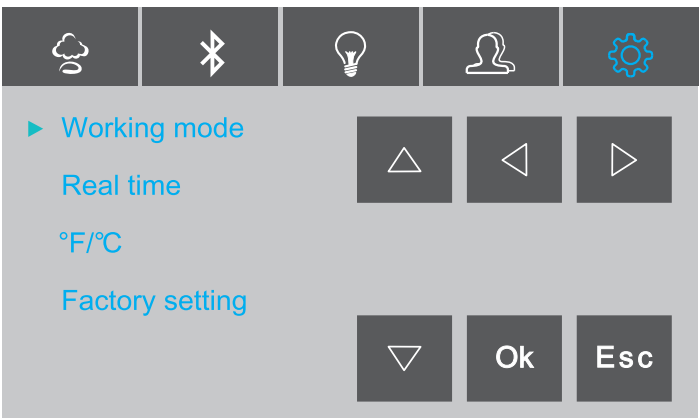 Working mode
Real time
°F/℃
Factory setting
Ok
Esc